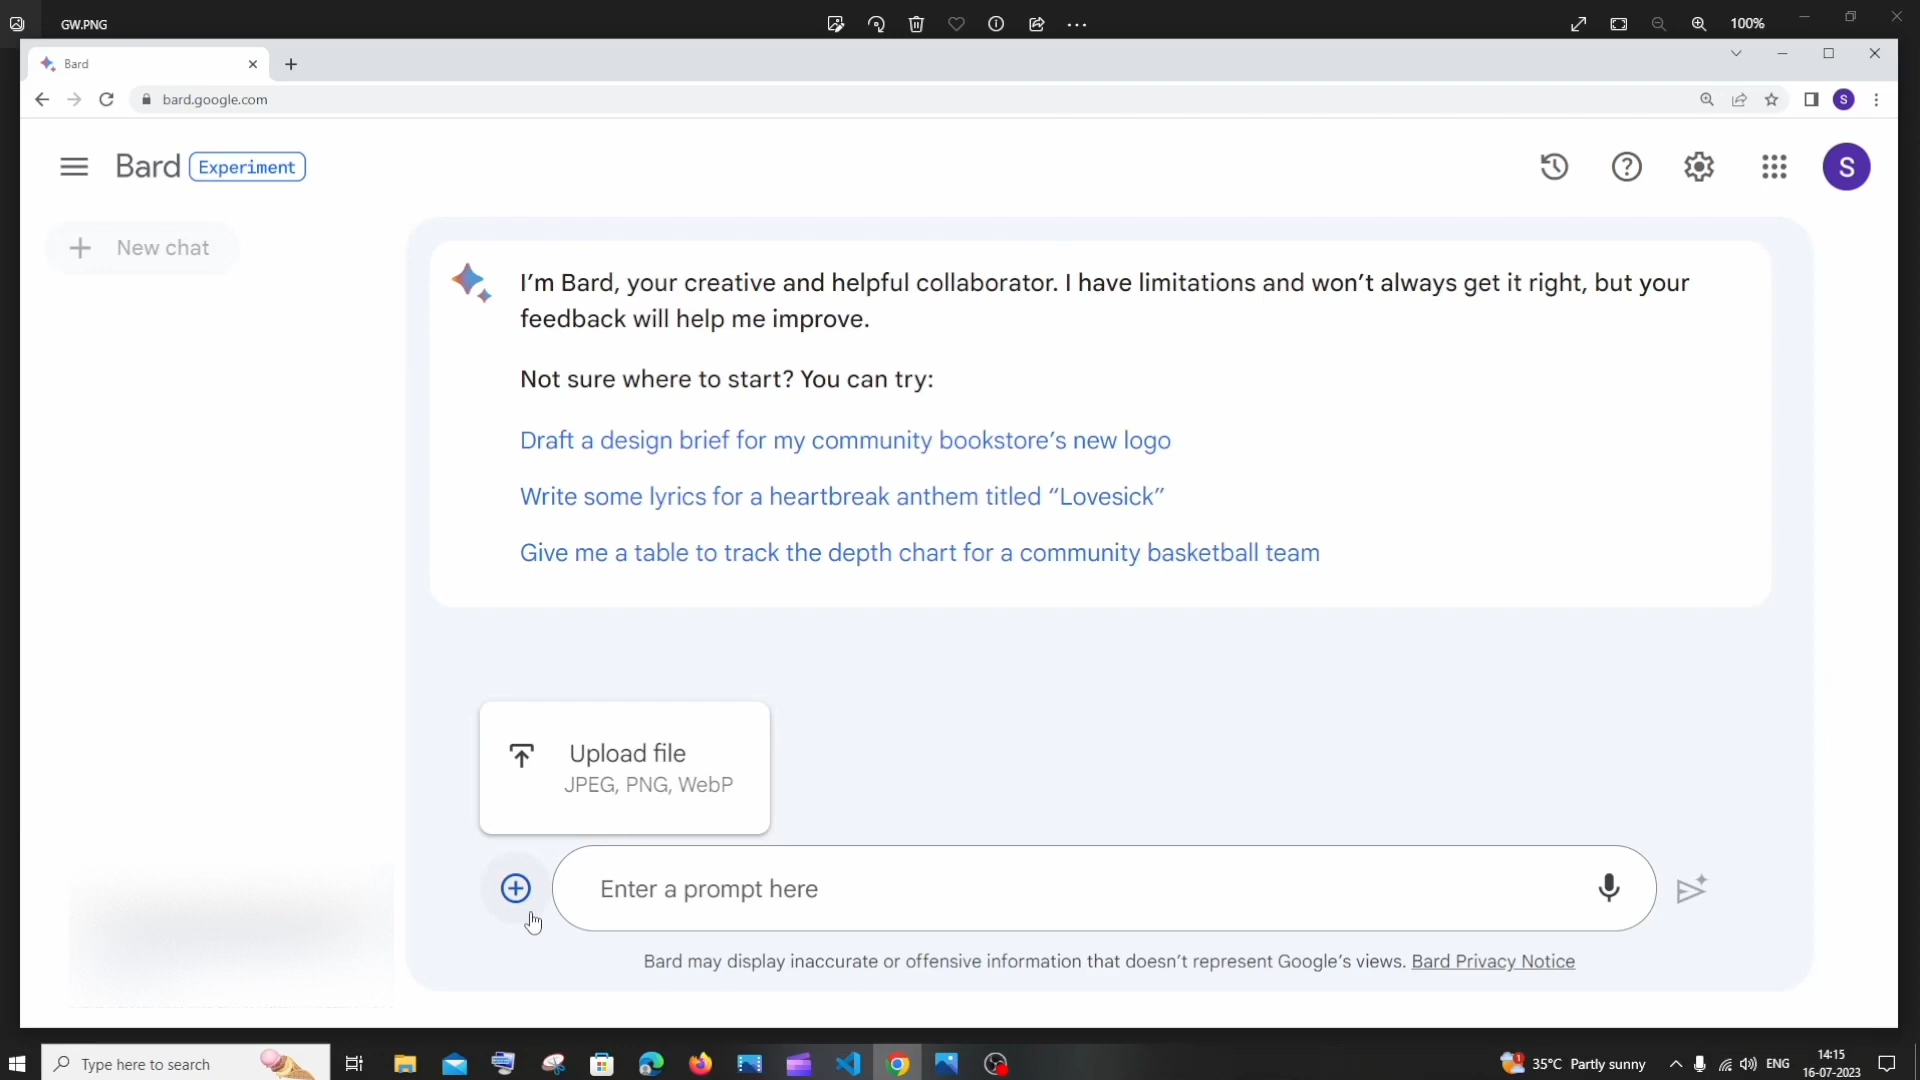 GW.PNG
100%
Bard
bard.google.com
S
Bard Experiment
S
New chat
I'm Bard, your creative and helpful collaborator. I have limitations and won't always get it right, but your
feedback will help me improve.
Not sure where to start? You can try:
Draft a design brief for my community bookstore's new logo
Write some lyrics for a heartbreak anthem titled “Lovesick”
Give me a table to track the depth chart for a community basketball team
Upload file
JPEG, PNG, WebP
Enter a prompt here
Bard may display inaccurate or offensive information that doesn't represent Google's views. Bard Privacy Notice
Type here to search
1
35°C Partly sunny
ENG
14:15
16-07-2023